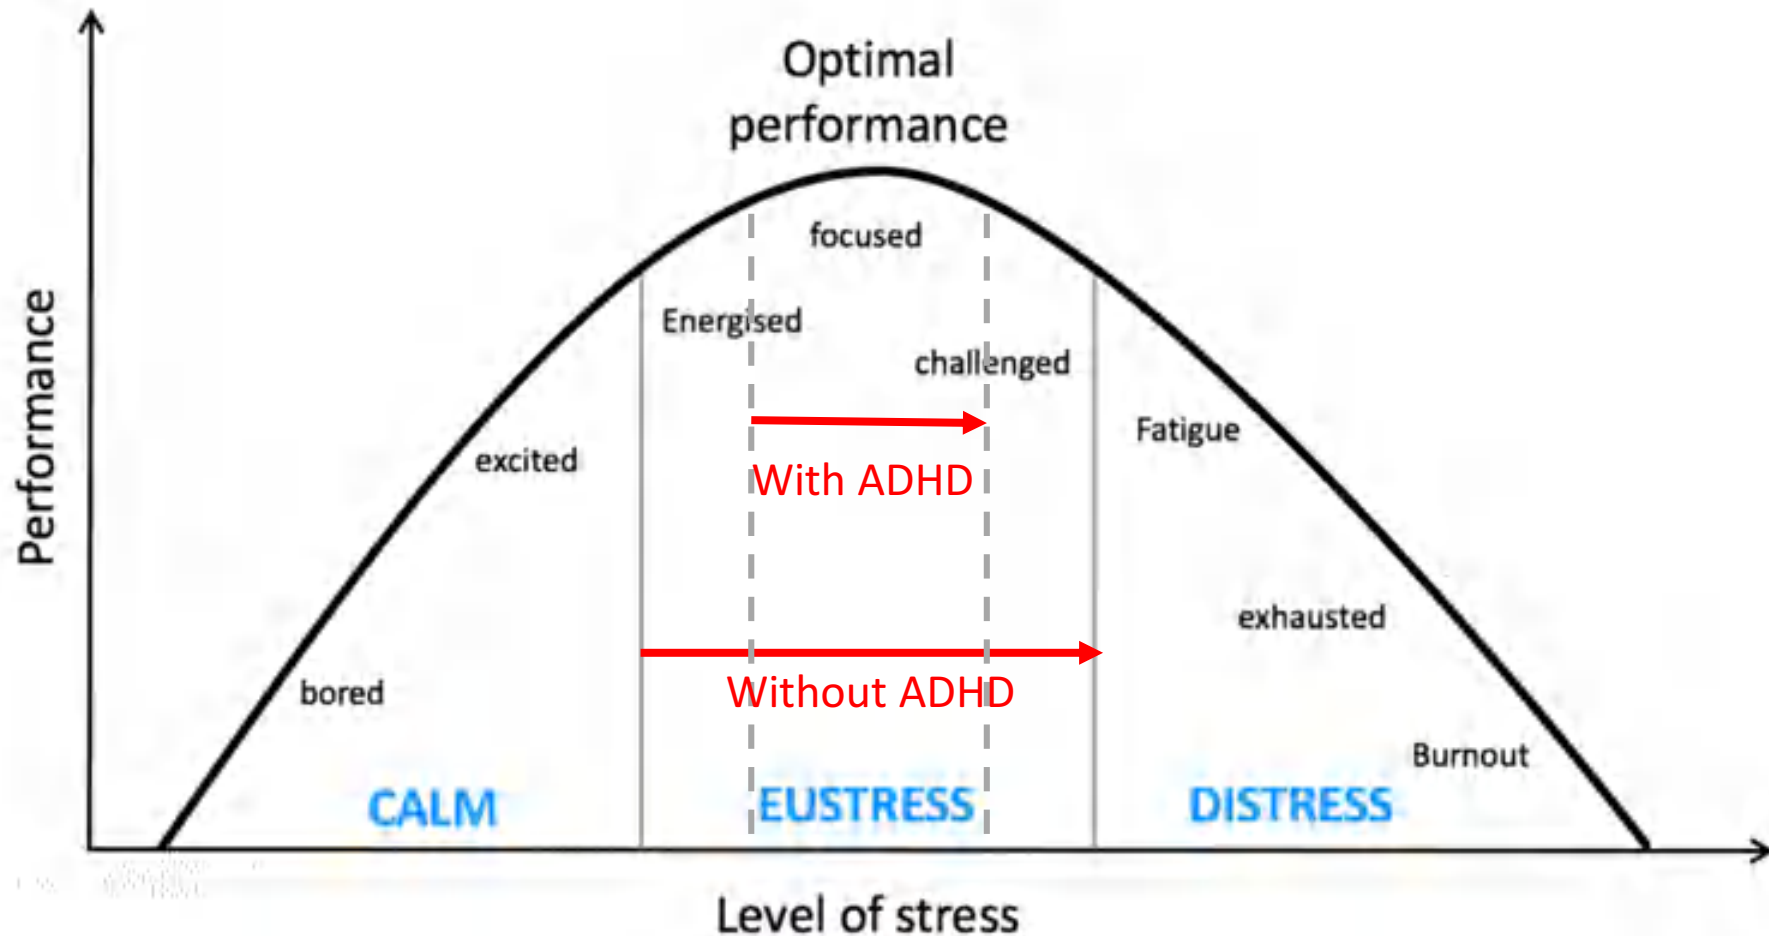 Optimal
performance
focused
Energised
challenged
With ADHD
excited
Fatigue
exhausted
Without ADHD
bored
Burnout
CALM
EUSTRESS
DISTRESS
Performance
Level of stress